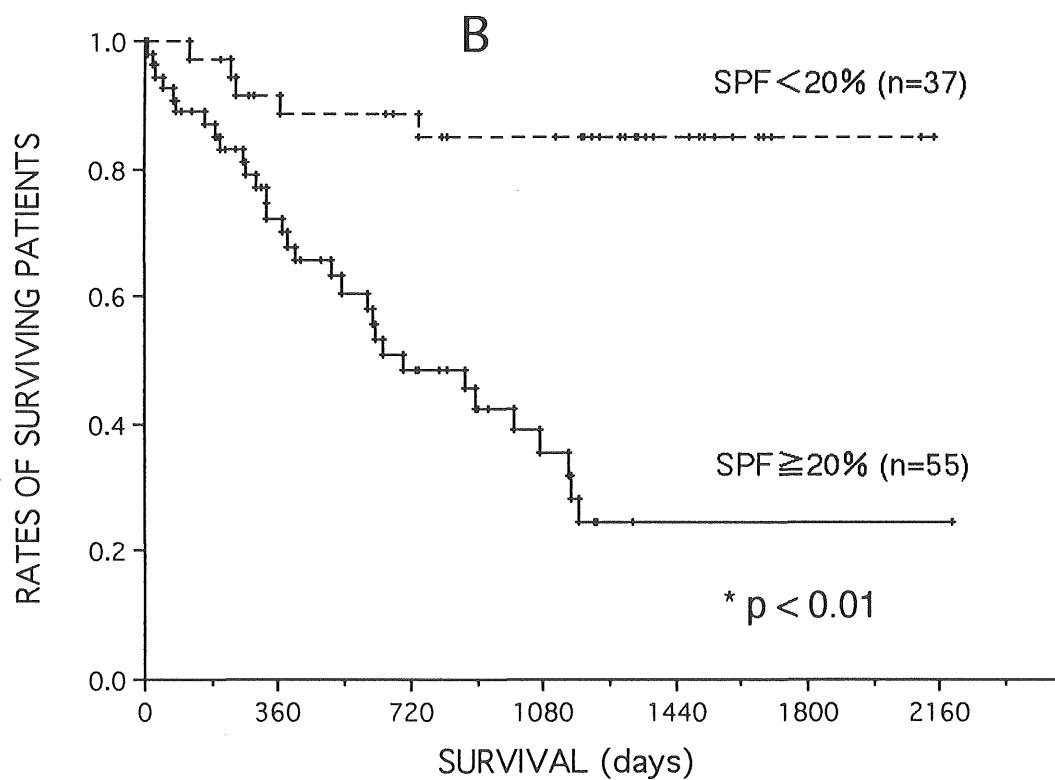 B
1.0
0.8
0.6
0.4
0.2
0.0
RATES OF SURVIVING PATIENTS
SPF<20% (n=37)
SPF≧20% (n=55)
* p < 0.01
0 360 720 1080 1440 1800 2160
SURVIVAL (days)